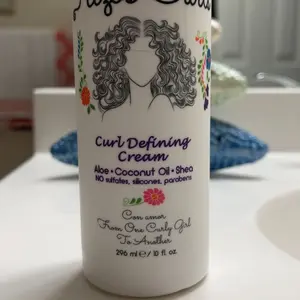 Curl Defining
Cream
Aloe • Coconut Oil • Shea
NO sulfates, silicones, parabens
Con amor
From One Curly Girl
To Another
296 ml e / 10 fl. oz.